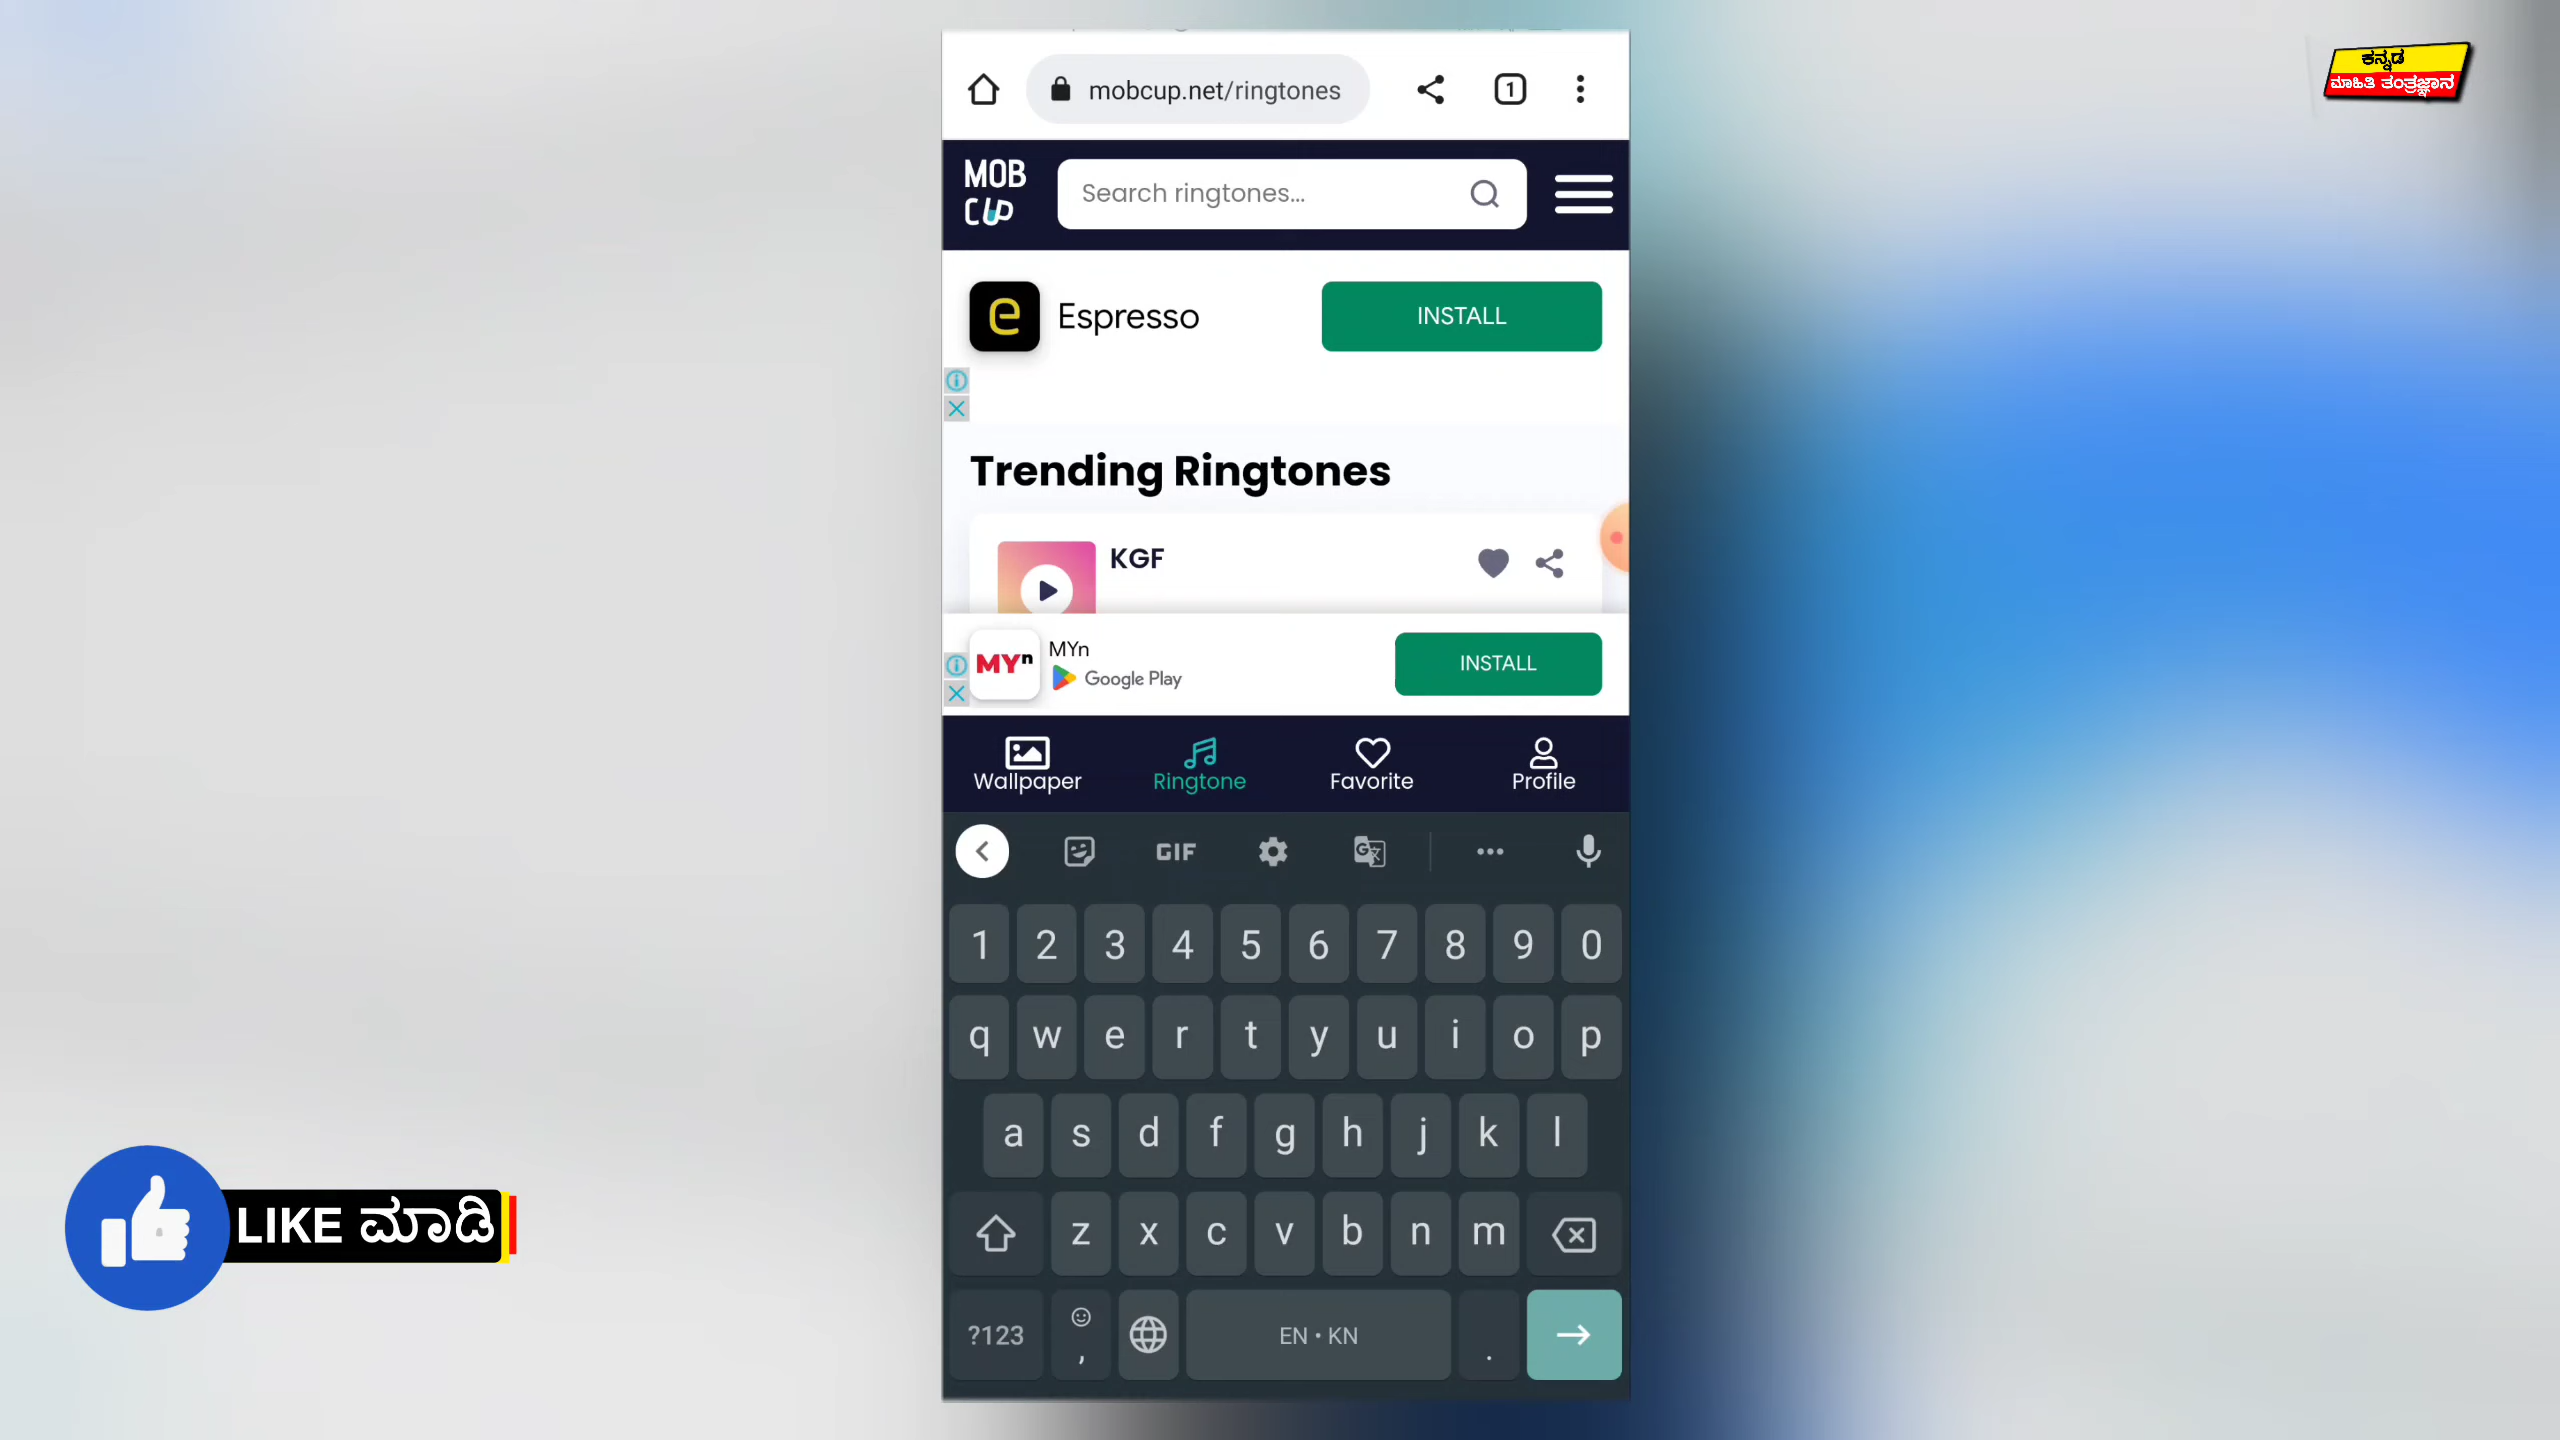 ಕನ್ನಡ
ಮಾಹಿತಿ ತಂತ್ರಜ್ಞಾನ
mobcup.net/ringtones
1
MOB
CUP
Search ringtones...
e
Espresso
INSTALL
Trending Ringtones
KGF
MYn
MYn
Google Play
INSTALL
Wallpaper
Ringtone
Favorite
Profile
GIF
1 2 3 4 5 6 7 8 9 0
q w e r t y u i o p
a s d f g h j k l
z x c v b n m
?123 , EN • KN .
LIKE ಮಾಡಿ